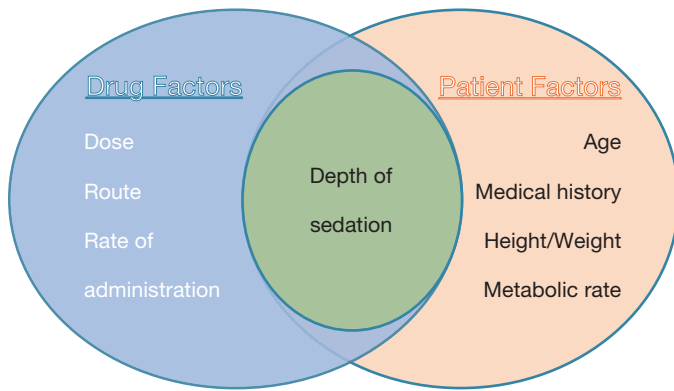 Drug Factors
Dose
Route
Rate of
administration
Depth of
sedation
Patient Factors
Age
Medical history
Height/Weight
Metabolic rate